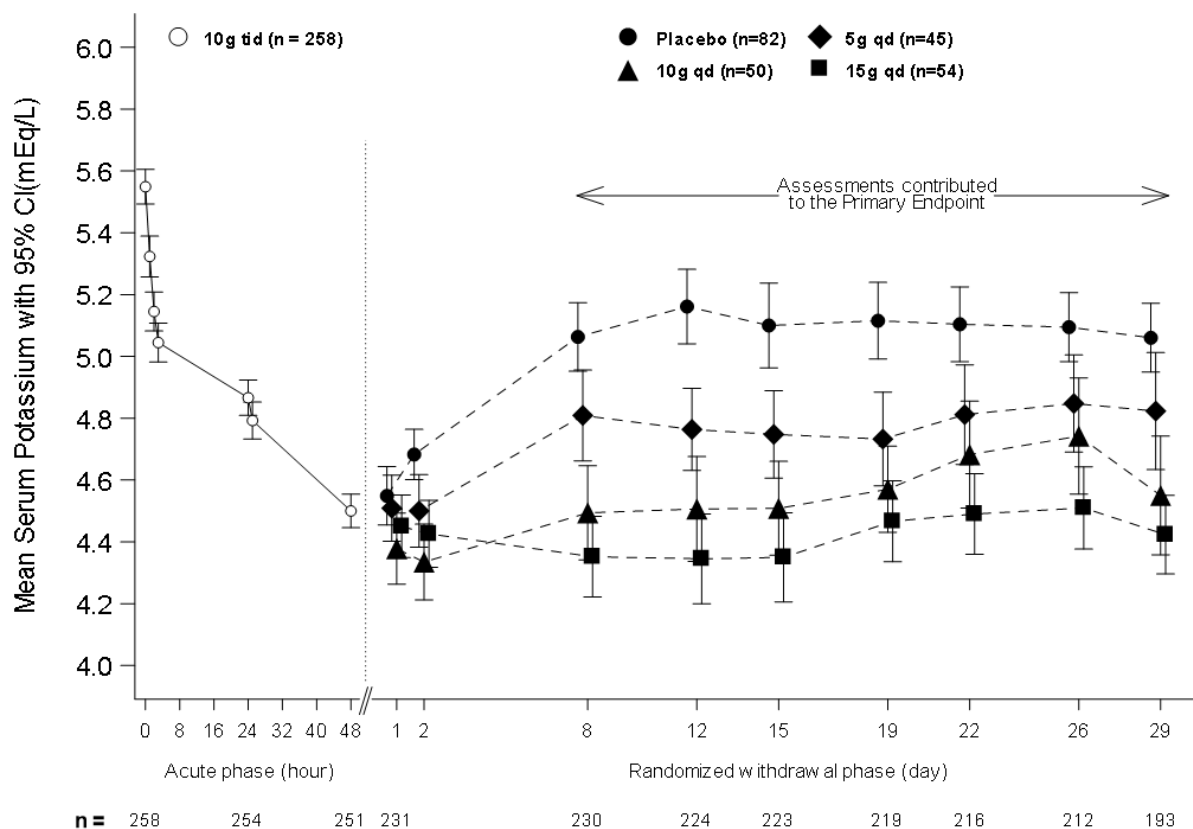 10g tid (n = 258)
Placebo (n=82)
5g qd (n=45)
10g qd (n=50)
15g qd (n=54)
Mean Serum Potassium with 95% CI(mEq/L)
6.0
5.8
5.6
5.4
5.2
5.0
4.8
4.6
4.4
4.2
4.0
Assessments contributed
to the Primary Endpoint
0 8 16 24 32 40 48 // 1 2 8 12 15 19 22 26 29
Acute phase (hour)
Randomized withdrawal phase (day)
n = 258 254 251 231 230 224 223 219 216 212 193